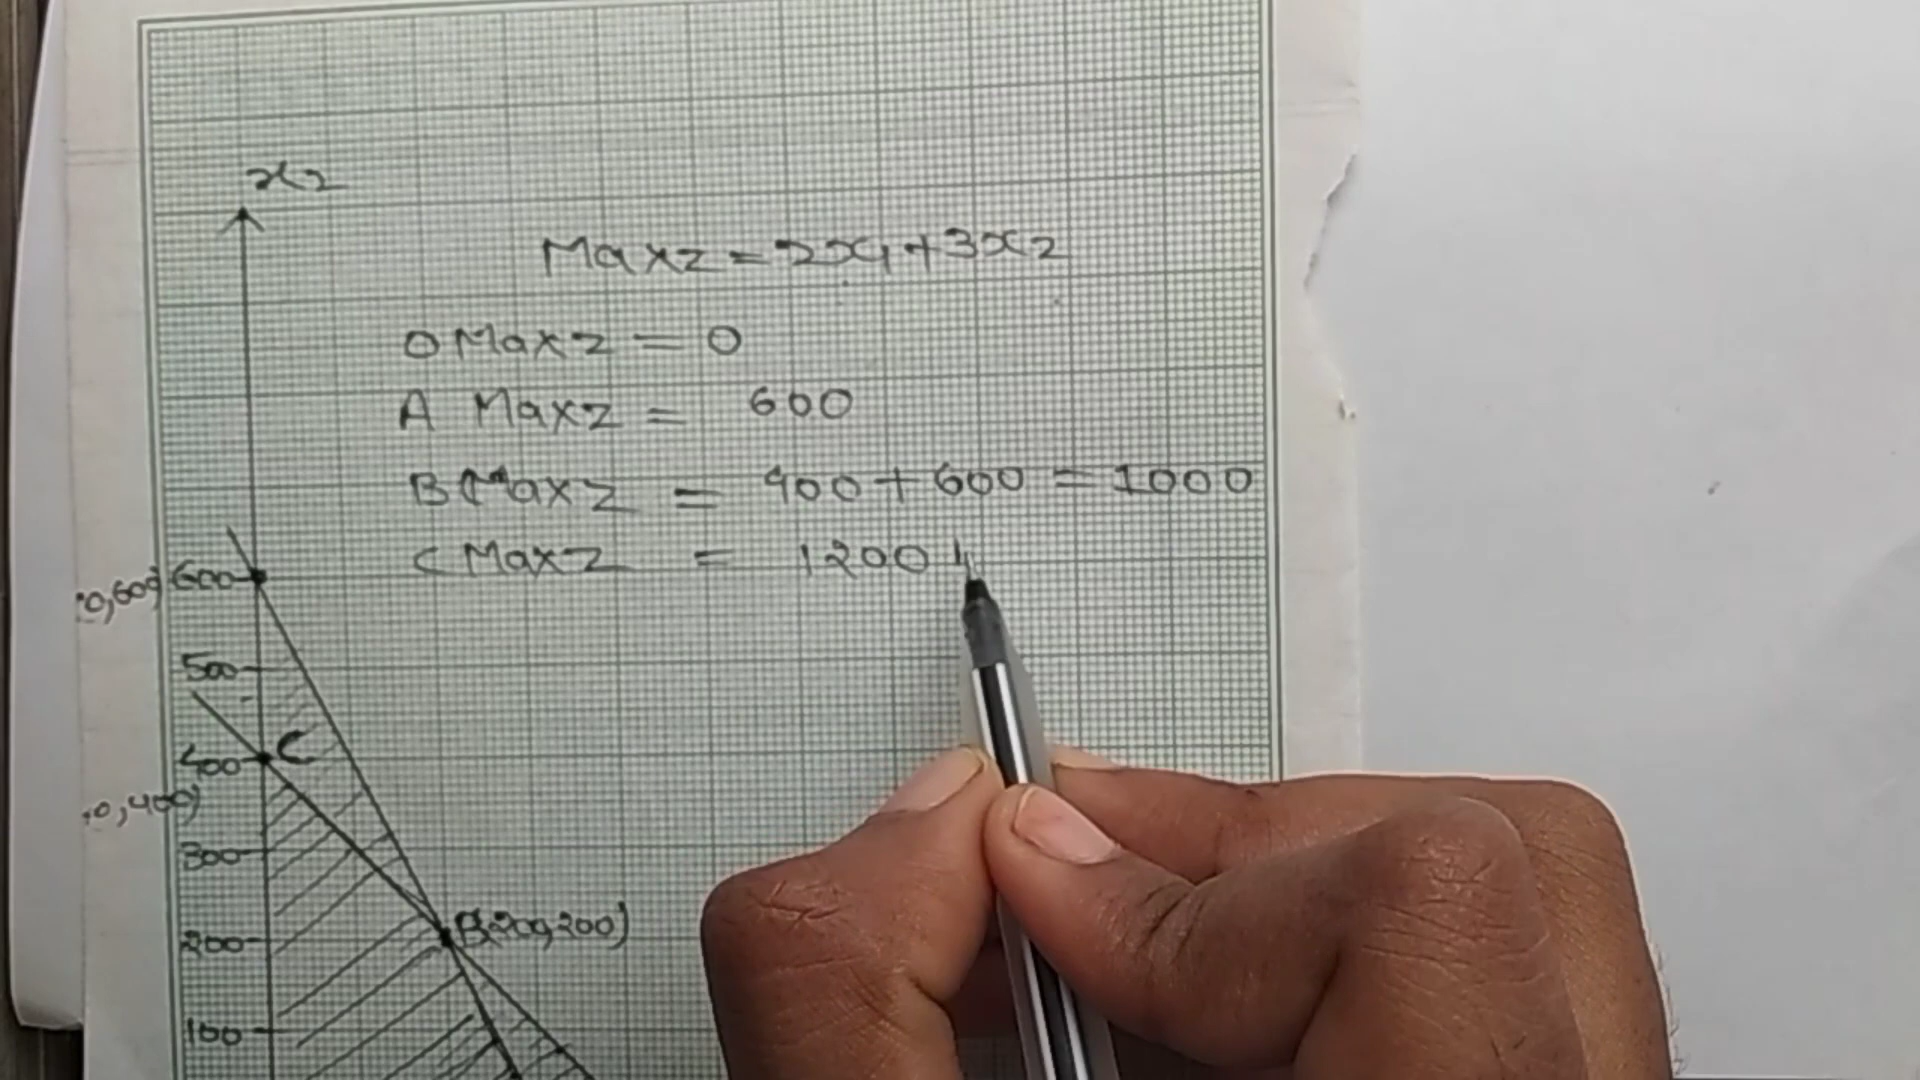 x2
Max Z = 2x1 + 3x2
O Max Z = 0
A Max Z = 600
B Max Z = 400 + 600 = 1000
C Max Z = 1200
600
0,600
500
C
400
0,400)
300
200
B(200,200)
100